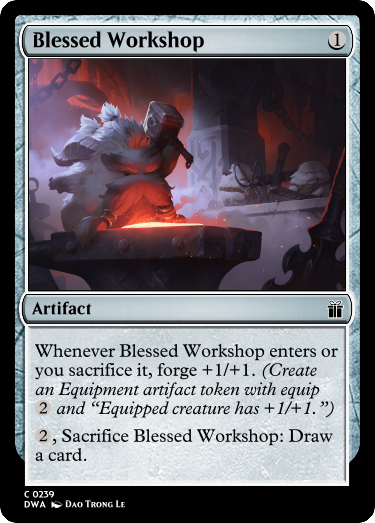 Blessed Workshop 1
Artifact
Whenever Blessed Workshop enters or
you sacrifice it, forge +1/+1. (Create
an Equipment artifact token with equip
2 and “Equipped creature has +1/+1.”)
2, Sacrifice Blessed Workshop: Draw
a card.
C 0239
DWA Dao Trong Le